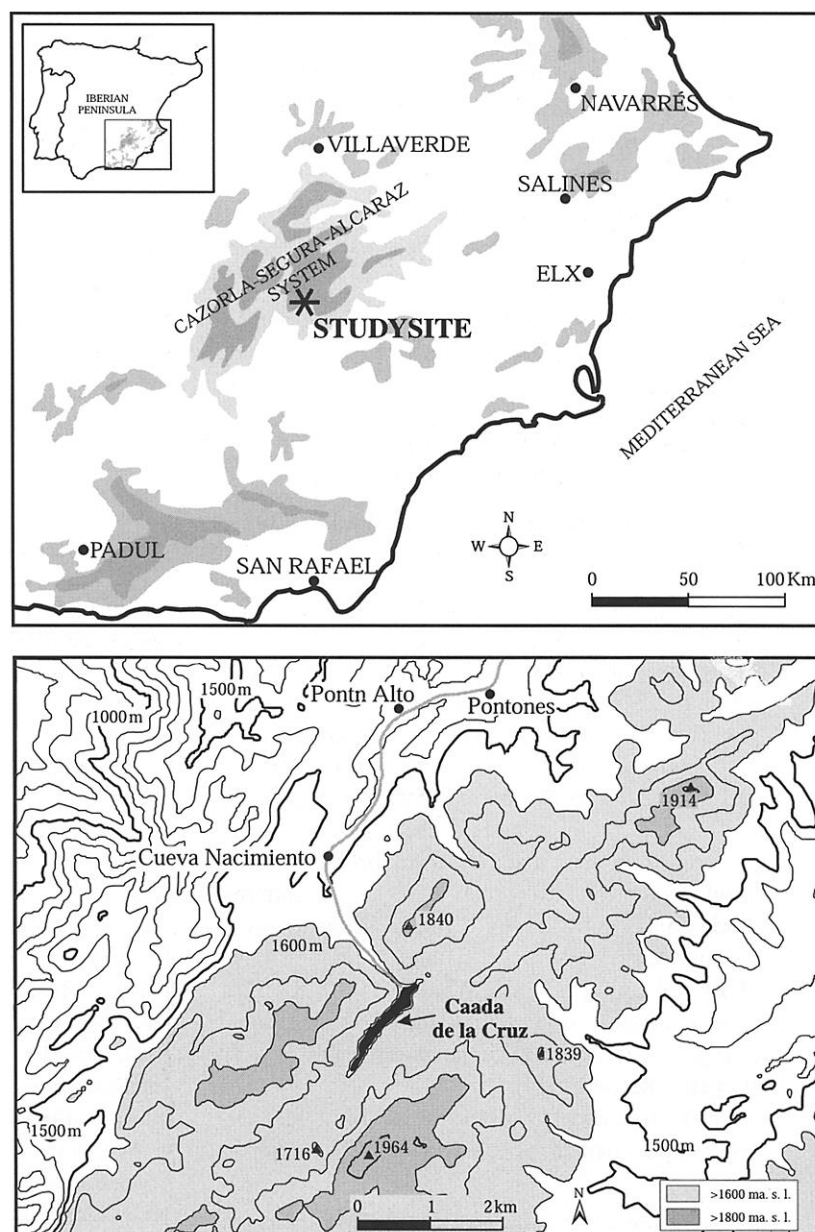 IBERIAN
PENINSULA
NAVARRÉS
VILLAVERDE
SALINES
CAZORLA-SEGURA-ALCARAZ
SYSTEM
ELX
STUDYSITE
MEDITERRANEAN SEA
PADUL
SAN RAFAEL
N
W E
S
0 50 100 Km
1500m
Pontn Alto
Pontones
1000m
1914
Cueva Nacimiento
1840
1600m
Caada
de la Cruz
1839
1500m
1716
1964
1500m
0 1 2km
N
>1600 ma. s. l.
>1800 ma. s. l.